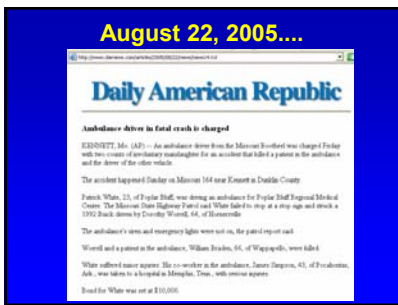 August 22, 2005....
Daily American Republic
Ambulance driver in fatal crash is charged
KENNETT, Mo. (AP) -- An ambulance driver from the Missouri Bootheel was charged Friday
with two counts of involuntary manslaughter for an accident that killed a patient in the ambulance
and the driver of the other vehicle.
The accident happened Sunday on Missouri 164 near Kennett in Dunklin County.
Patrick White, 23, of Poplar Bluff, was driving an ambulance for Poplar Bluff Regional Medical
Center. The Missouri State Highway Patrol said White failed to stop at a stop sign and struck a
1992 Buick driven by Dorothy Worrell, 64, of Hornersville.
The ambulance's siren and emergency lights were not on, the patrol report said.
Worrell and a patient in the ambulance, William Braden, 66, of Wappapello, were killed.
White suffered minor injuries. His co-worker in the ambulance, James Simpson, 43, of Pocahontas,
Ark., was taken to a hospital in Memphis, Tenn., with serious injuries.
Bond for White was set at $10,000.